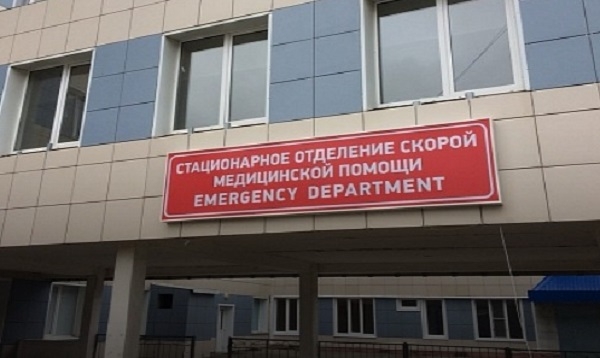 СТАЦИОНАРНОЕ ОТДЕЛЕНИЕ СКОРОЙ
МЕДИЦИНСКОЙ ПОМОЩИ
EMERGENCY DEPARTMENT